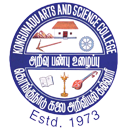 KONGUNADU ARTS AND SCIENCE COLLEGE
அறிவு பண்பு உழைப்பு
கொங்குநாடு கலை அறிவியல் கல்லூரி
Estd. 1973